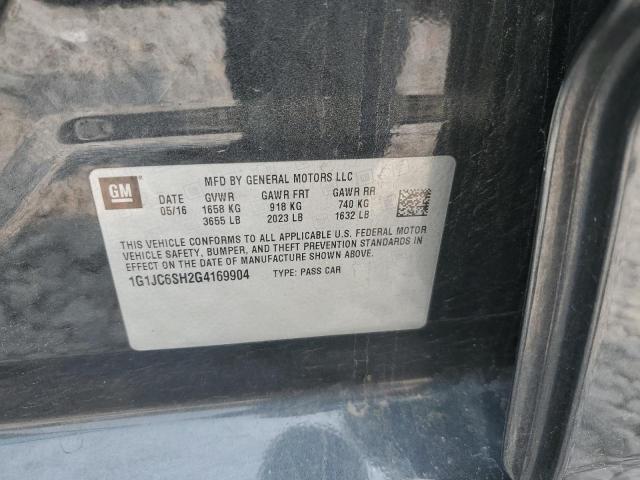 GM
MFD BY GENERAL MOTORS LLC
DATE GVWR GAWR FRT GAWR RR
05/16 1658 KG 918 KG 740 KG
3655 LB 2023 LB 1632 LB
THIS VEHICLE CONFORMS TO ALL APPLICABLE U.S. FEDERAL MOTOR
VEHICLE SAFETY, BUMPER, AND THEFT PREVENTION STANDARDS IN
EFFECT ON THE DATE OF MANUFACTURE SHOWN ABOVE.
1G1JC6SH2G4169904 TYPE: PASS CAR